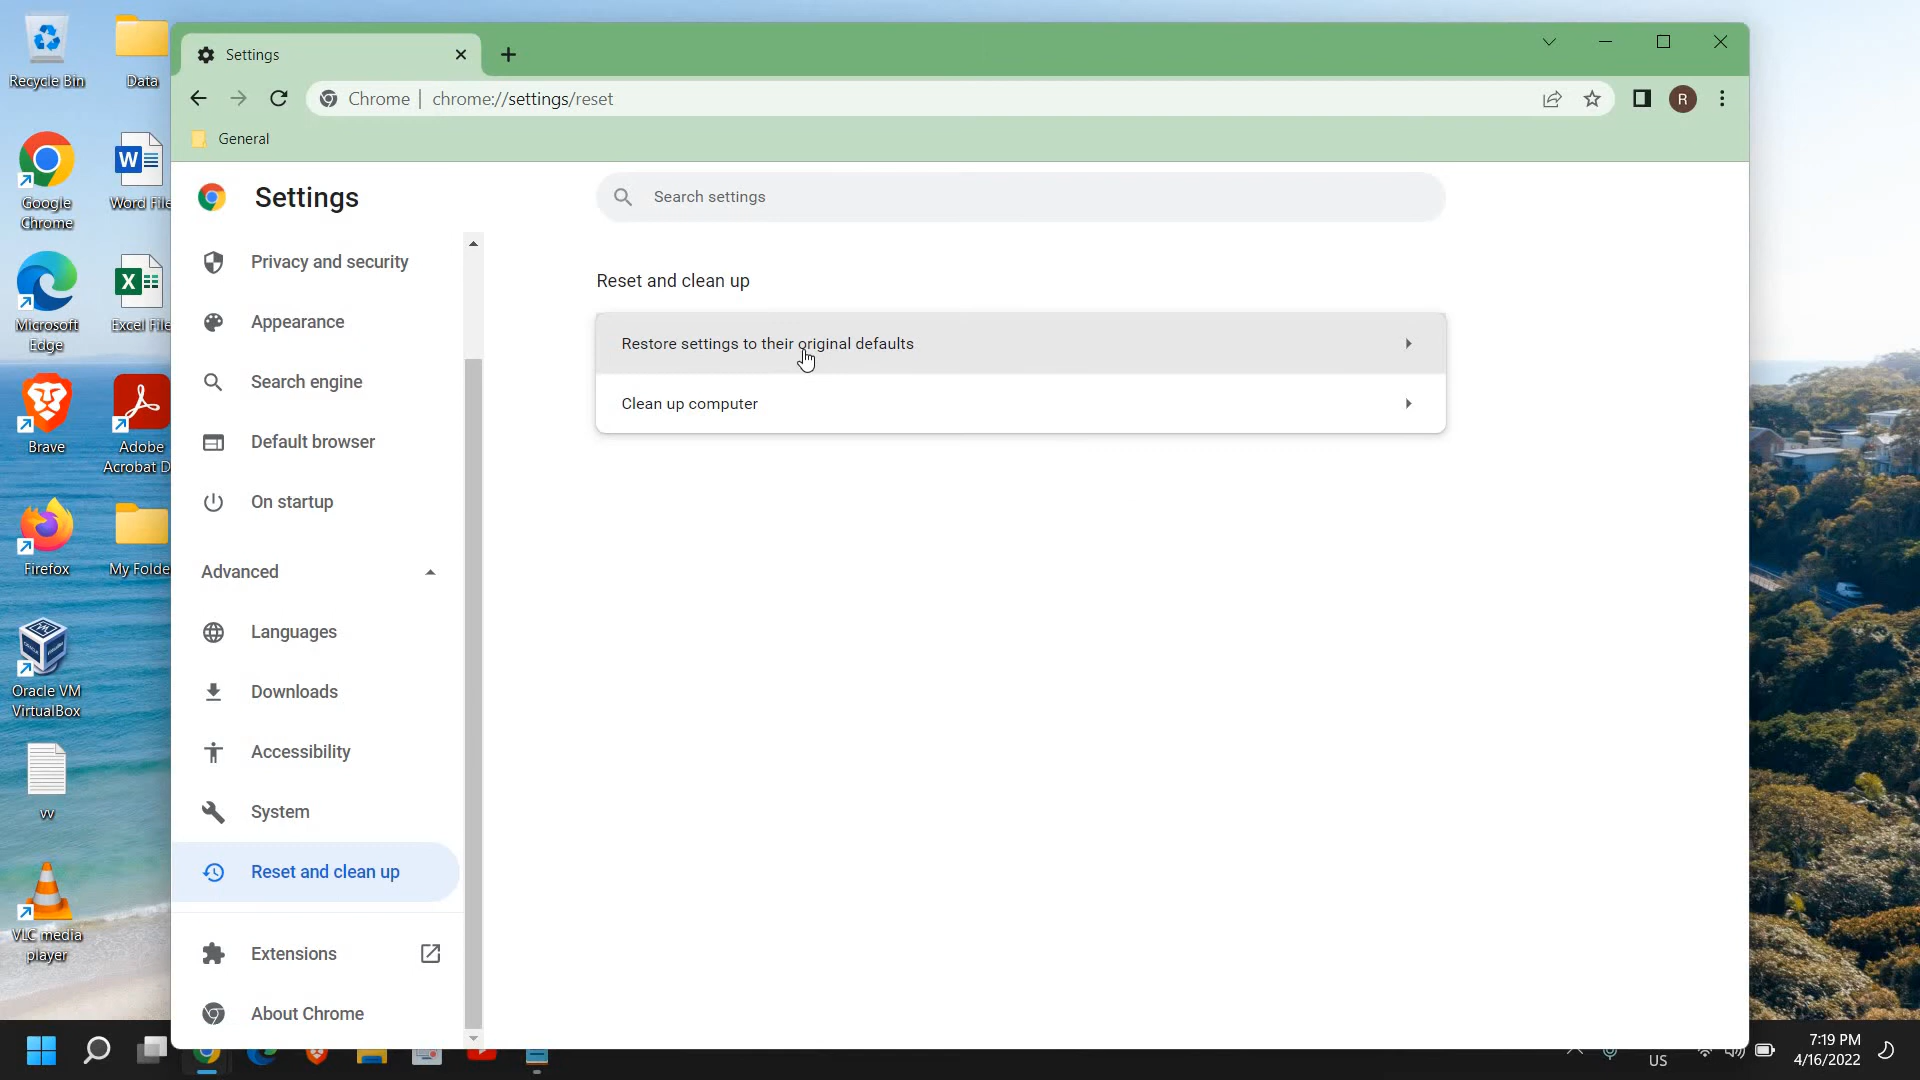 Recycle Bin
Data
Google
Chrome
Word File
Microsoft
Edge
Excel File
Brave
Adobe
Acrobat D
Firefox
My Folde
Oracle VM
VirtualBox
vv
VLC media
player
Settings
Chrome
chrome://settings/reset
R
General
Settings
Search settings
Privacy and security
Appearance
Search engine
Default browser
On startup
Advanced
Languages
Downloads
Accessibility
System
Reset and clean up
Extensions
About Chrome
Reset and clean up
Restore settings to their original defaults
Clean up computer
US
7:19 PM
4/16/2022